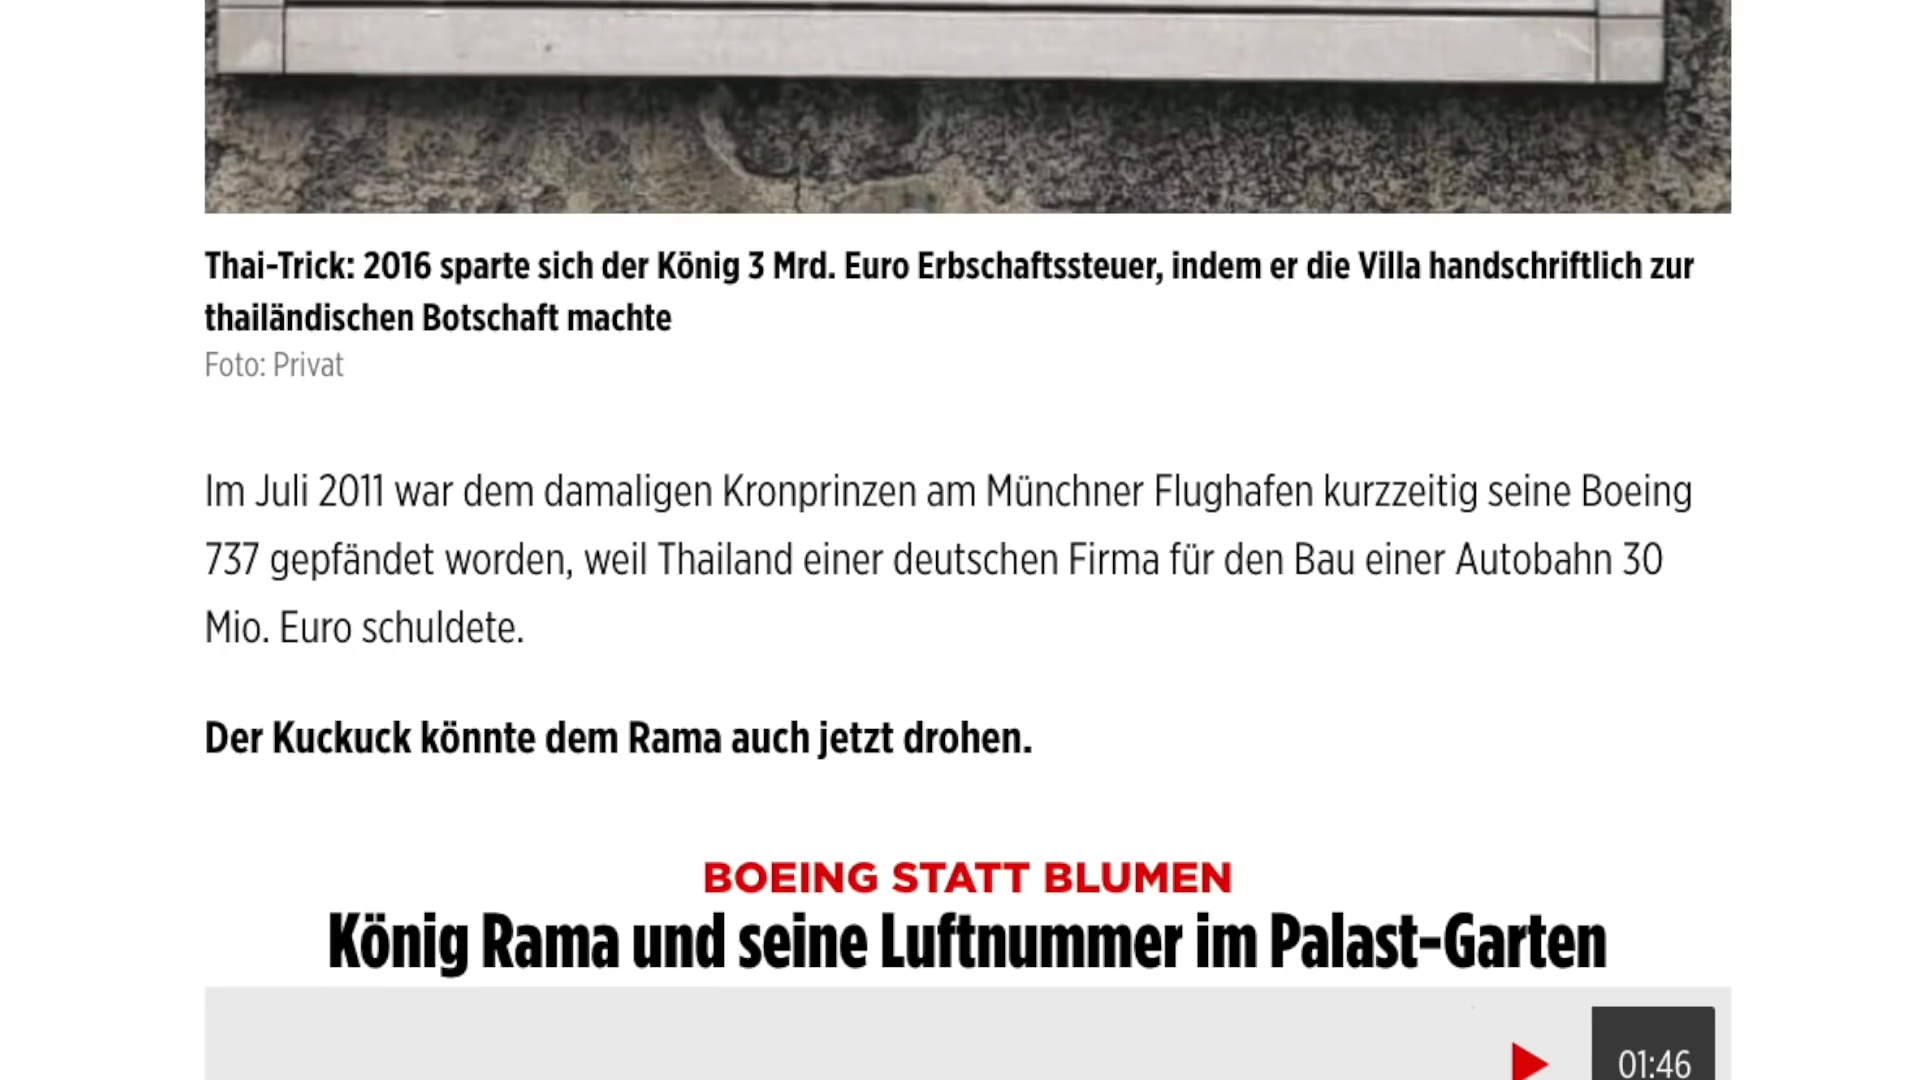 Thai-Trick: 2016 sparte sich der König 3 Mrd. Euro Erbschaftssteuer, indem er die Villa handschriftlich zur
thailändischen Botschaft machte
Foto: Privat
Im Juli 2011 war dem damaligen Kronprinzen am Münchner Flughafen kurzzeitig seine Boeing
737 gepfändet worden, weil Thailand einer deutschen Firma für den Bau einer Autobahn 30
Mio. Euro schuldete.
Der Kuckuck könnte dem Rama auch jetzt drohen.
BOEING STATT BLUMEN
König Rama und seine Luftnummer im Palast-Garten
01:46